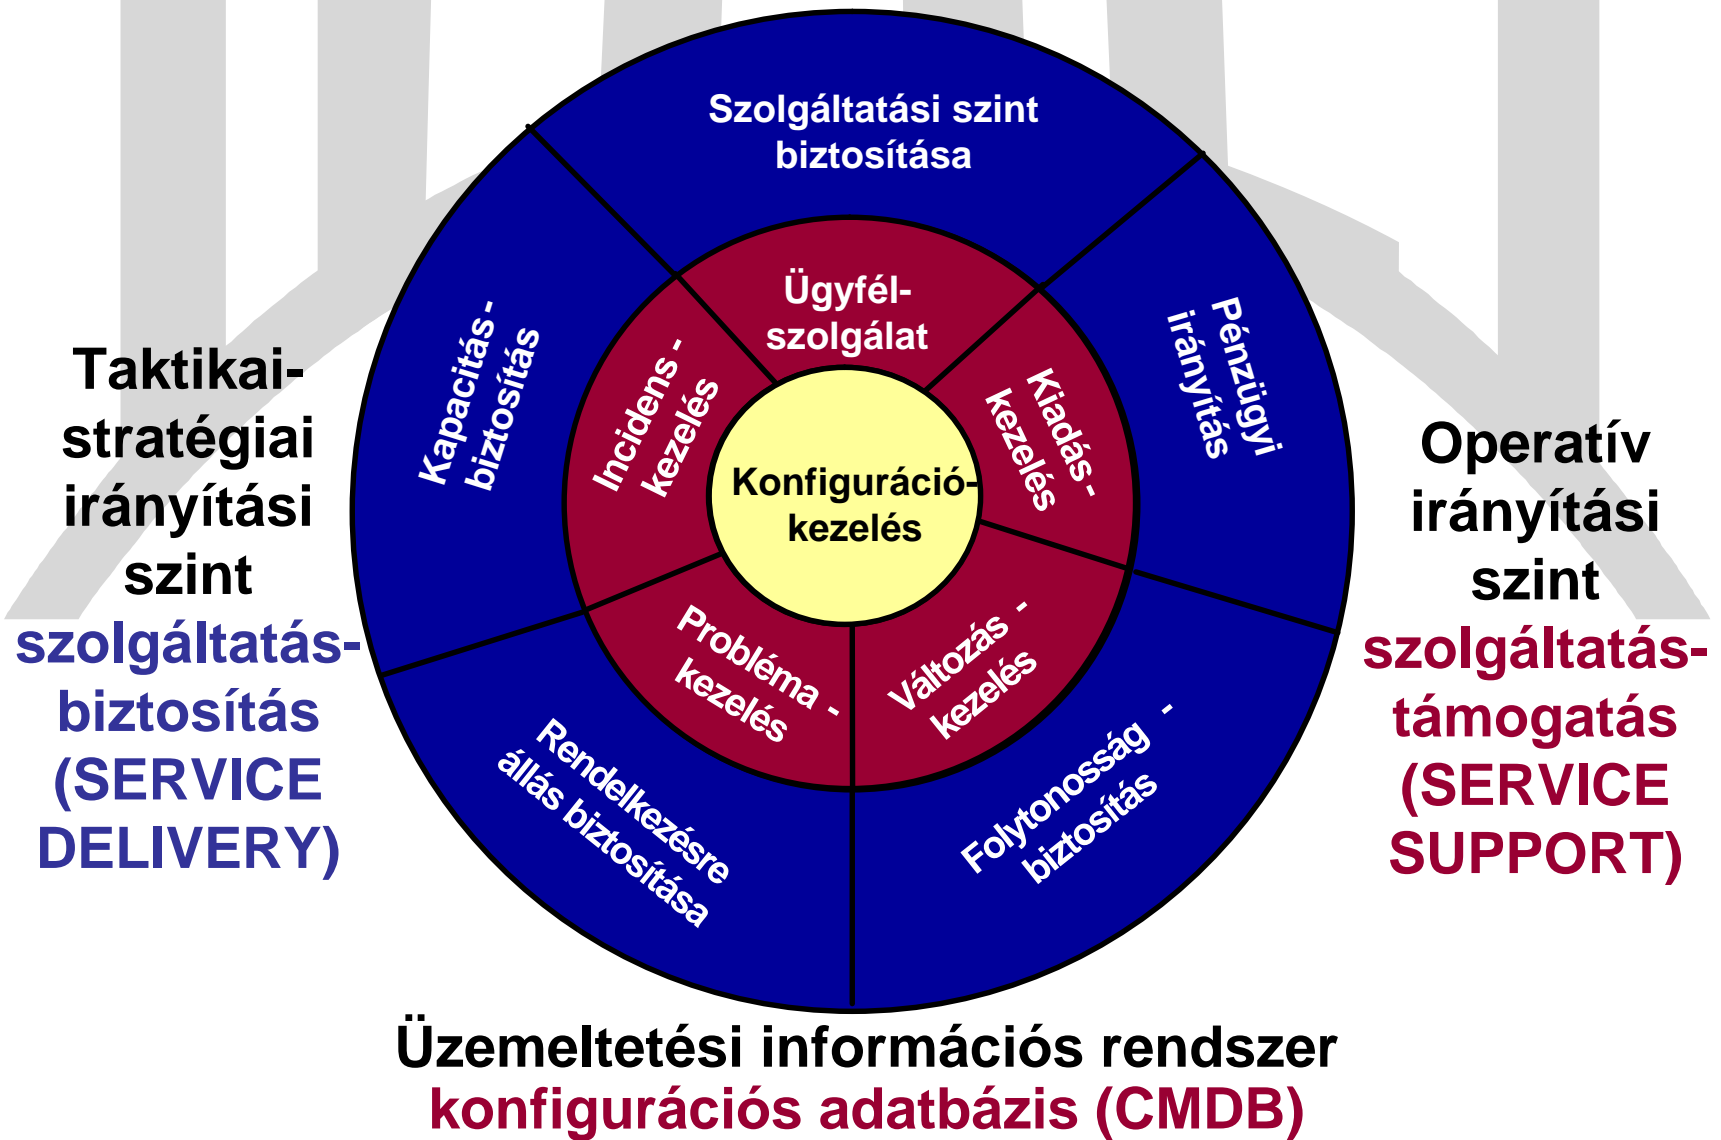 Szolgáltatási szint
biztosítása
Ügyfél-
szolgálat
Kapacitás-
biztosítás
Incidens-
kezelés
Kiadás-
kezelés
Pénzügyi
irányítás
Konfiguráció-
kezelés
Probléma-
kezelés
Változás-
kezelés
Rendelkezésre
állás biztosítása
Folytonosság-
biztosítás
Taktikai-
stratégiai
irányítási
szint
szolgáltatás-
biztosítás
(SERVICE
DELIVERY)
Operatív
irányítási
szint
szolgáltatás-
támogatás
(SERVICE
SUPPORT)
Üzemeltetési információs rendszer
konfigurációs adatbázis (CMDB)